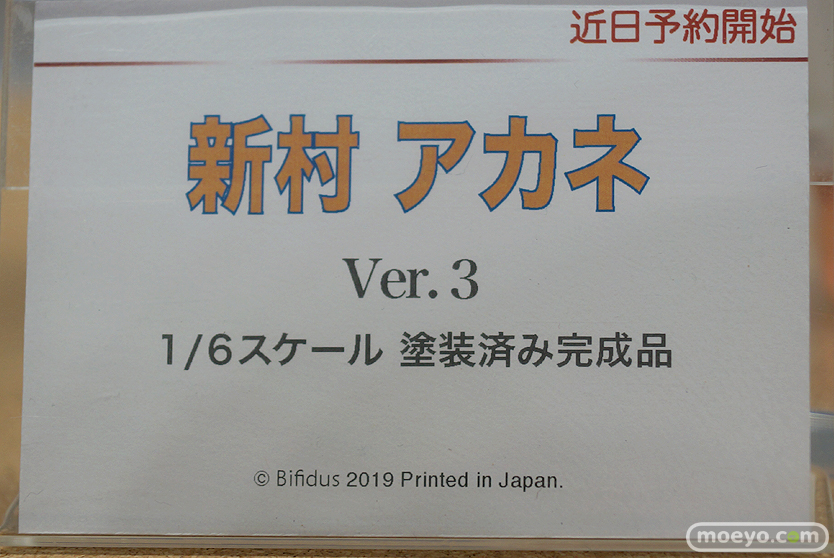 近日予約開始
新村 アカネ
Ver. 3
1/6スケール 塗装済み完成品
© Bifidus 2019 Printed in Japan.
moeyo.com